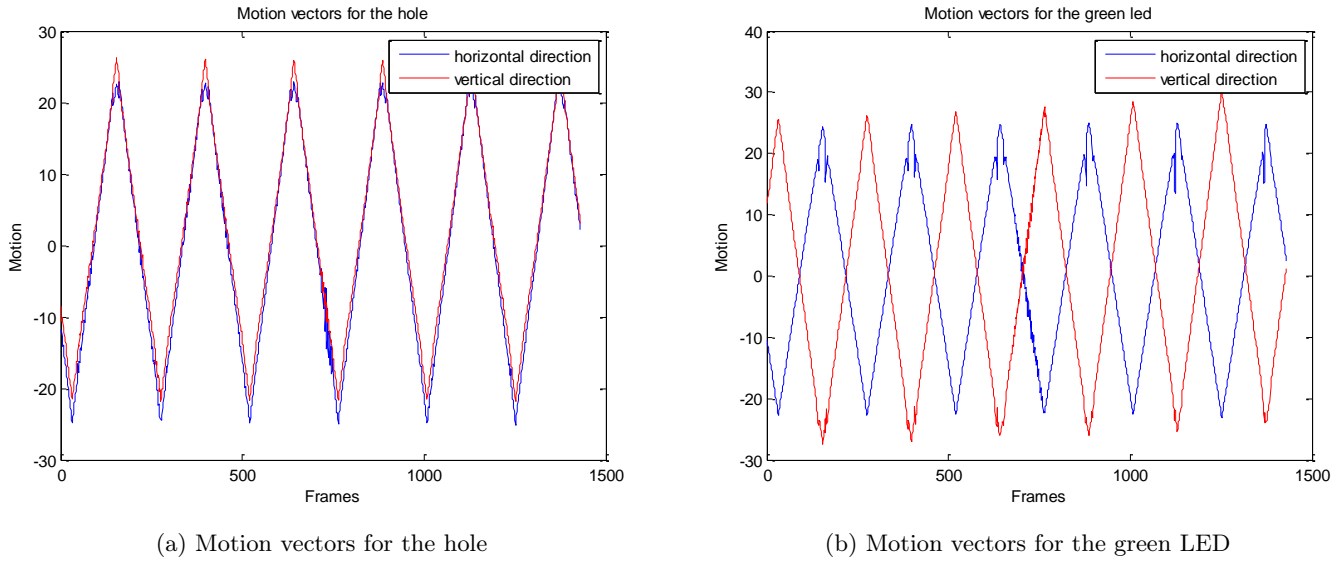 Motion vectors for the hole
30
20
10
0
-10
-20
-30
Motion
0
500
1000
1500
Frames
horizontal direction
vertical direction
(a) Motion vectors for the hole
Motion vectors for the green led
40
30
20
10
0
-10
-20
-30
Motion
0
500
1000
1500
Frames
horizontal direction
vertical direction
(b) Motion vectors for the green LED